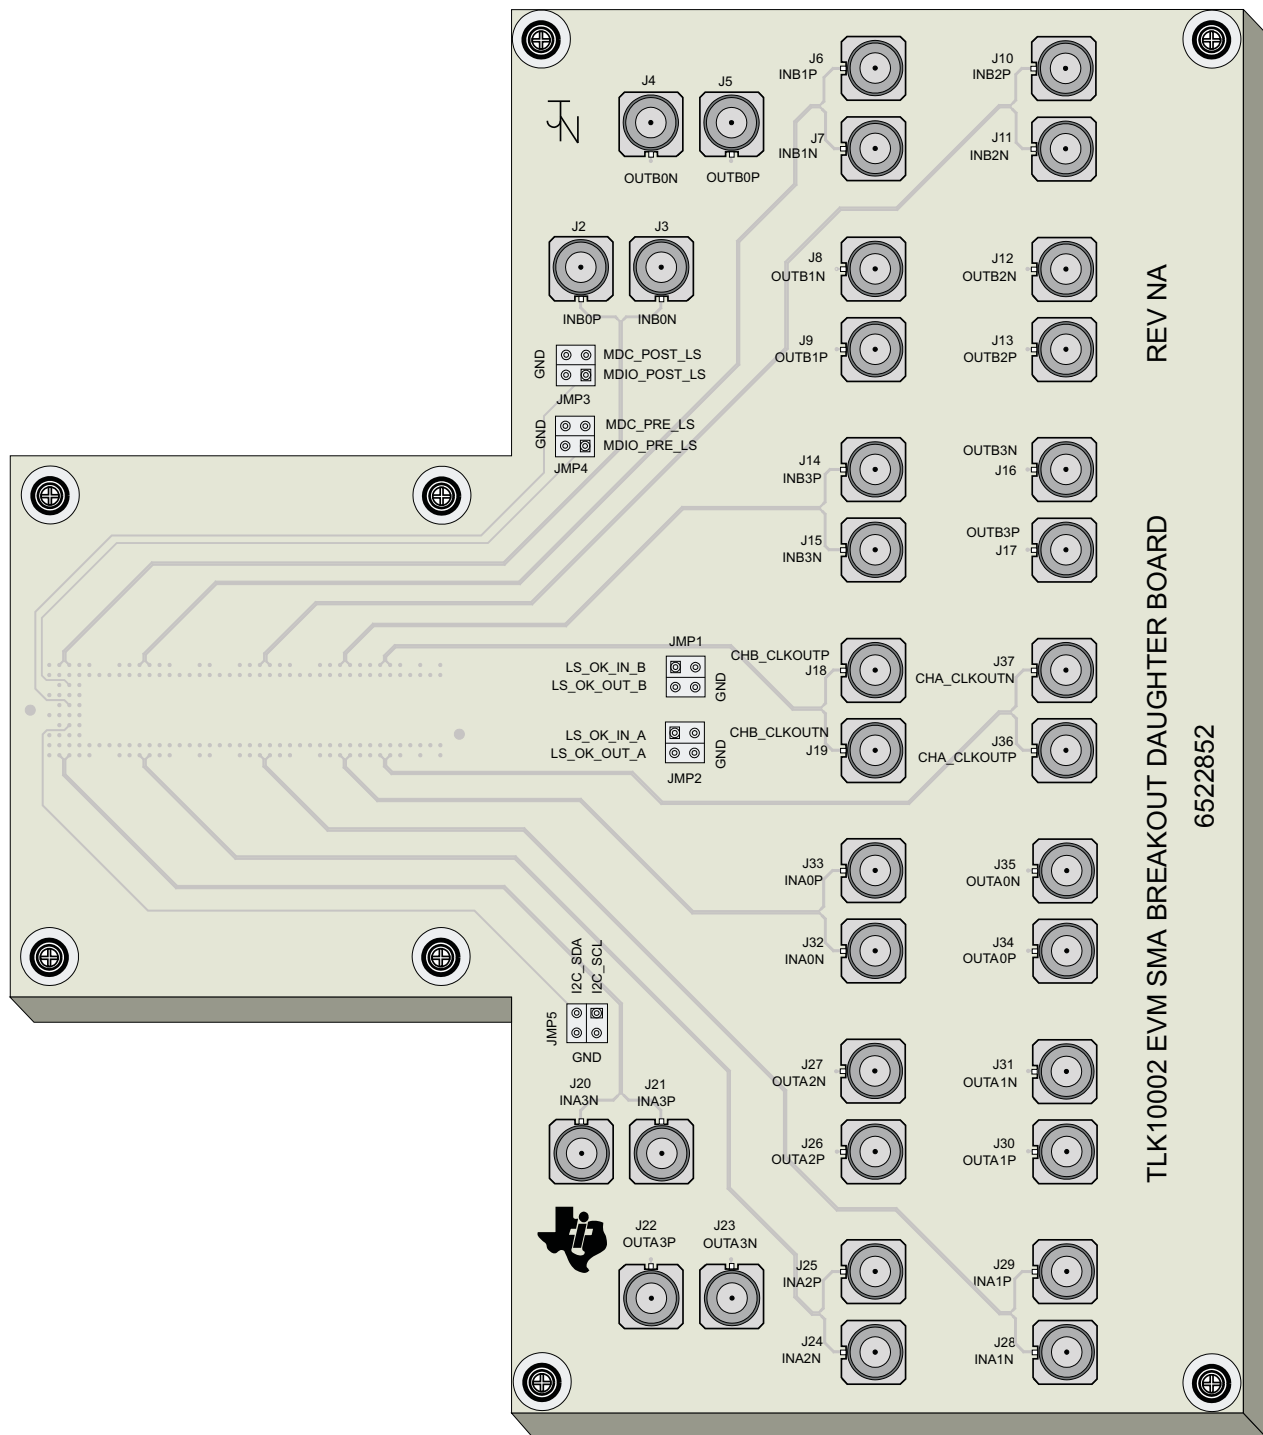 J6
INB1P
J10
INB2P
J4
J5
JN
J7
INB1N
J11
INB2N
OUTB0N
OUTB0P
J2
J3
J8
OUTB1N
J12
OUTB2N
INB0P
INB0N
J9
OUTB1P
J13
OUTB2P
GND
MDC_POST_LS
MDIO_POST_LS
JMP3
GND
MDC_PRE_LS
MDIO_PRE_LS
JMP4
J14
INB3P
OUTB3N
J16
J15
INB3N
OUTB3P
J17
JMP1
LS_OK_IN_B
LS_OK_OUT_B
GND
CHB_CLKOUTP
J18
J37
CHA_CLKOUTN
LS_OK_IN_A
LS_OK_OUT_A
GND
JMP2
CHB_CLKOUTN
J19
J36
CHA_CLKOUTP
J33
INA0P
J35
OUTA0N
J32
INA0N
J34
OUTA0P
I2C_SDA
I2C_SCL
JMP5
GND
J27
OUTA2N
J31
OUTA1N
J20
INA3N
J21
INA3P
J26
OUTA2P
J30
OUTA1P
J22
OUTA3P
J23
OUTA3N
J25
INA2P
J29
INA1P
J24
INA2N
J28
INA1N
REV NA
TLK10002 EVM SMA BREAKOUT DAUGHTER BOARD
6522852